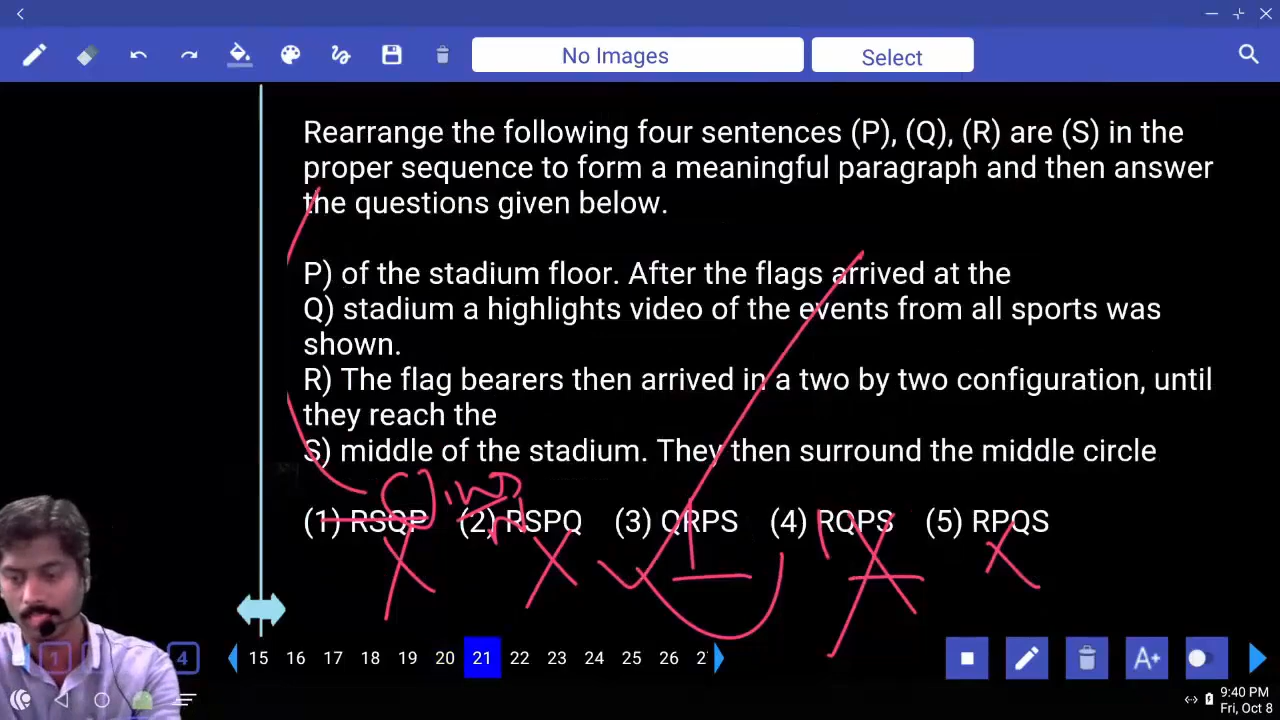 No Images
Select
Rearrange the following four sentences (P), (Q), (R) are (S) in the
proper sequence to form a meaningful paragraph and then answer
the questions given below.
P) of the stadium floor. After the flags arrived at the
Q) stadium a highlights video of the events from all sports was
shown.
R) The flag bearers then arrived in a two by two configuration, until
they reach the
S) middle of the stadium. They then surround the middle circle
(1) RSQP (2) RSPQ (3) QRPS (4) RQPS (5) RPQS
1 4 15 16 17 18 19 20 21 22 23 24 25 26
A+
9:40 PM
Fri, Oct 8